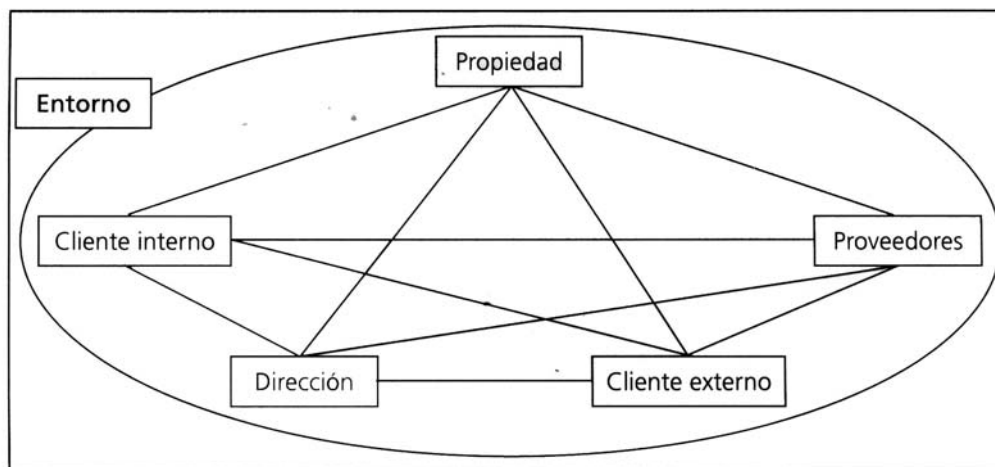 Propiedad
Entorno
Cliente interno
Proveedores
Dirección
Cliente externo